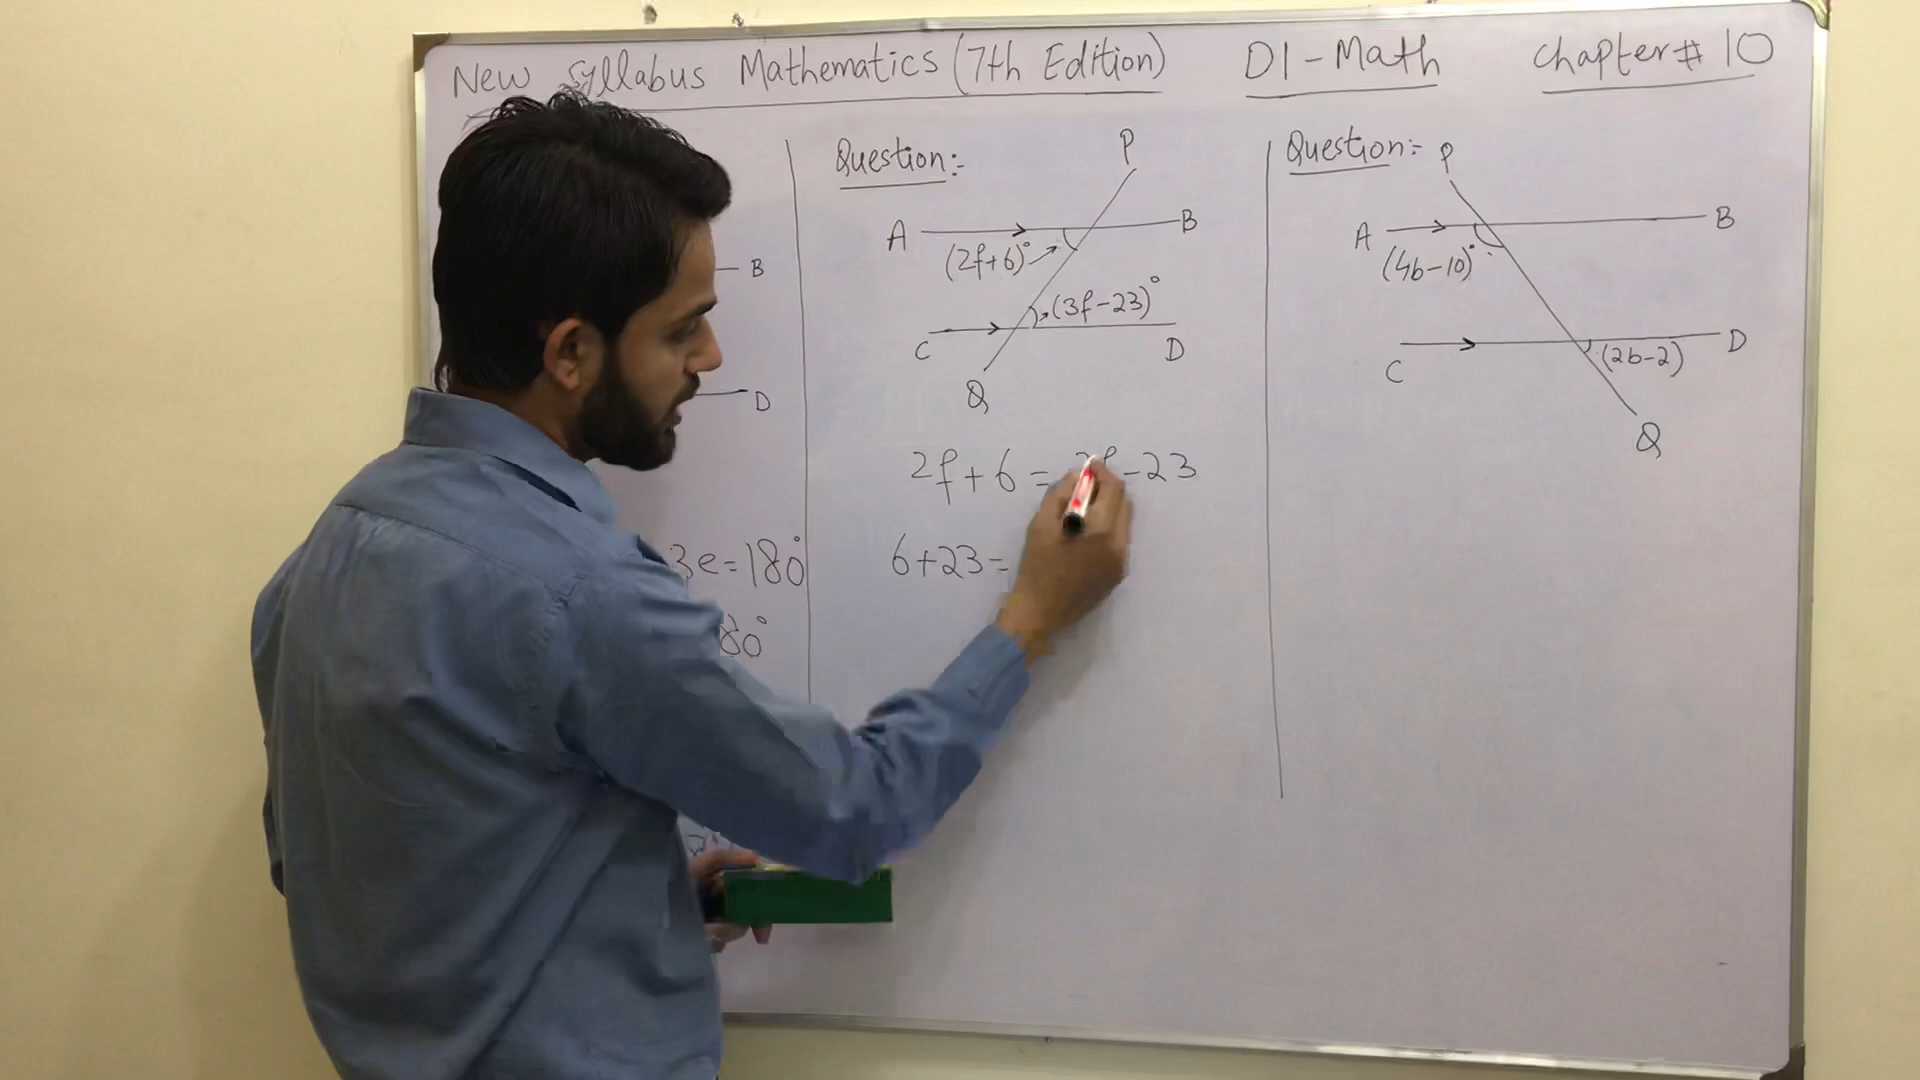 New Syllabus Mathematics (7th Edition) D1-Math Chapter # 10
B
D
3e=180°
80°
Question:-
P
A
B
(2f+6)°
(3f-23)°
C
D
Q
2f+6= -23
6+23=
Question:-
P
A
B
(4b-10)°
C
D
(2b-2)
Q